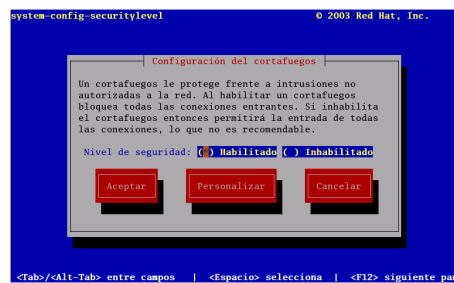 system-config-securitylevel © 2003 Red Hat, Inc.
Configuración del cortafuegos
Un cortafuegos le protege frente a intrusiones no
autorizadas a la red. Al habilitar un cortafuegos
bloquea todas las conexiones entrantes. Si inhabilita
el cortafuegos entonces permitirá la entrada de todas
las conexiones, lo que no es recomendable.
Nivel de seguridad: (*) Habilitado ( ) Inhabilitado
Aceptar Personalizar Cancelar
<Tab>/<Alt-Tab> entre campos | <Espacio> selecciona | <F12> siguiente pa